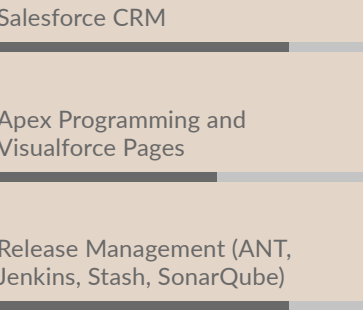 Salesforce CRM
Apex Programming and
Visualforce Pages
Release Management (ANT,
Jenkins, Stash, SonarQube)